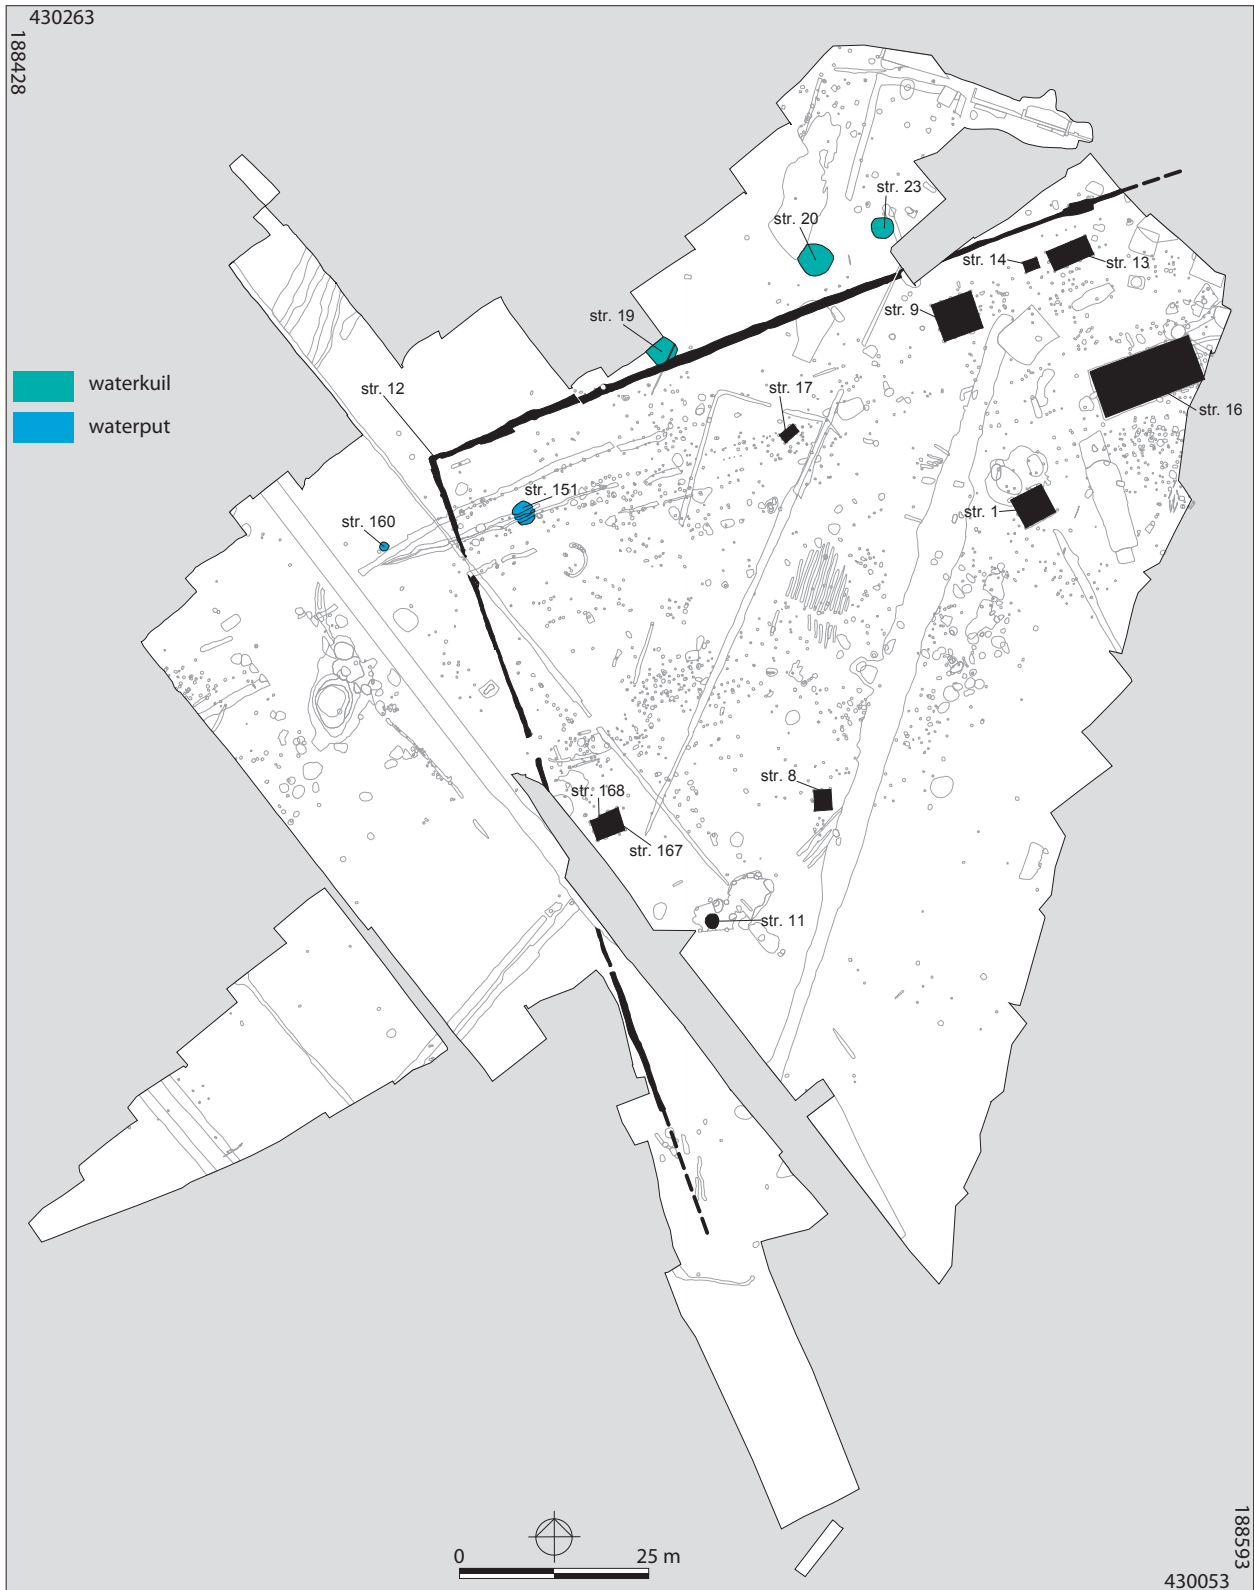 430263
188428
str. 23
str. 20
str. 14
str. 13
str. 9
str. 19
waterkuil
str. 12
str. 17
str. 16
waterput
str. 151
str. 160
str. 1
str. 8
str. 168
str. 167
str. 11
0 25 m
188593
430053